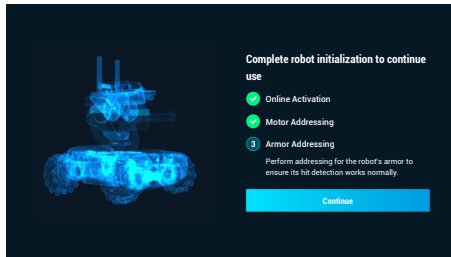 Complete robot initialization to continue
use
Online Activation
Motor Addressing
3 Armor Addressing
Perform addressing for the robot's armor to
ensure its hit detection works normally.
Continue